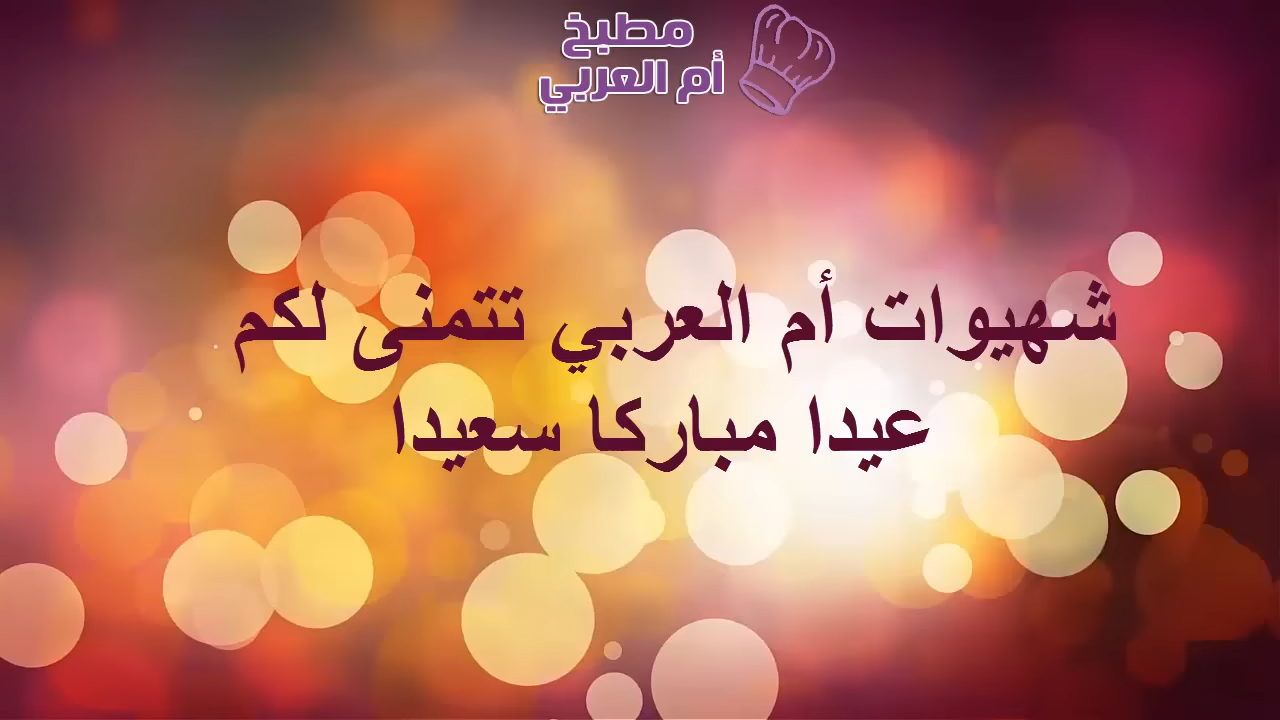 مطبخ
أم العربي
شهيوات أم العربي تتمنى لكم
عيدا مباركا سعيدا